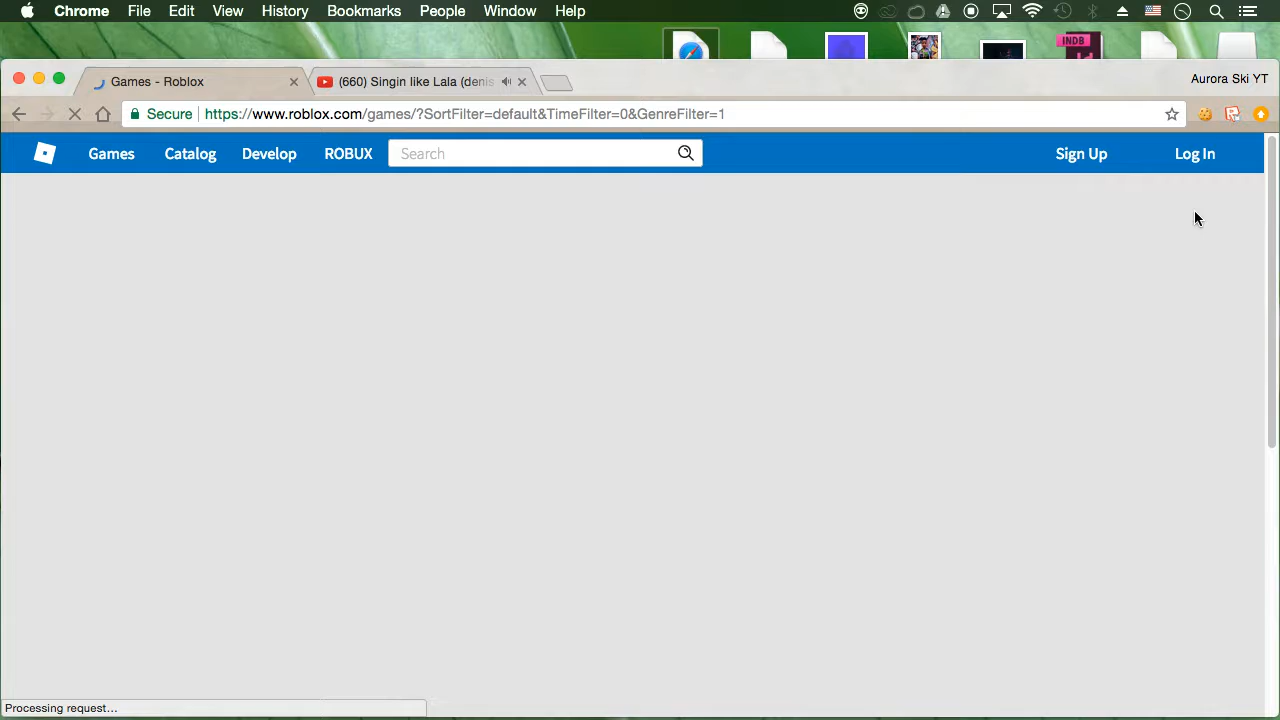 Chrome File Edit View History Bookmarks People Window Help
INDB
Games - Roblox
(660) Singin like Lala (denis
Aurora Ski YT
Secure https://www.roblox.com/games/?SortFilter=default&TimeFilter=0&GenreFilter=1
Games Catalog Develop ROBUX Search Sign Up Log In
Processing request...